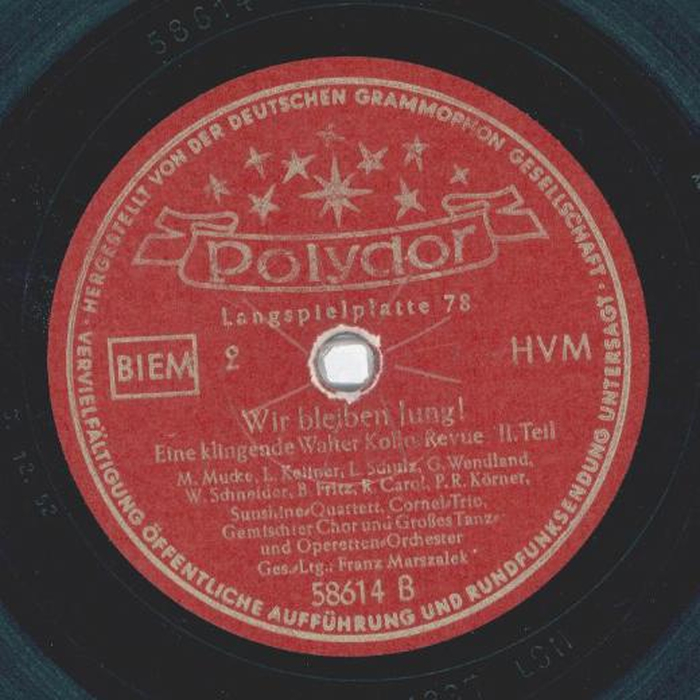 58614
HERGESTELLT VON DER DEUTSCHEN GRAMMOPHON GESELLSCHAFT · VERVIELFÄLTIGUNG ÖFFENTLICHE AUFFÜHRUNG UND RUNDFUNKSENDUNG UNTERSAGT ·
Polydor
Langspielplatte 78
BIEM 2 HVM
Wir bleiben jung!
Eine klingende Walter Kollo-Revue II. Teil
M. Mucke, L. Kellner, L. Schulz, G. Wendland,
W. Schneider, B. Fritz, R. Carol, P. R. Körner,
Sunshine-Quartett, Cornel-Trio,
Gemischter Chor und Großes Tanz-
und Operetten-Orchester
Ges.-Ltg.: Franz Marszalek
58614 B